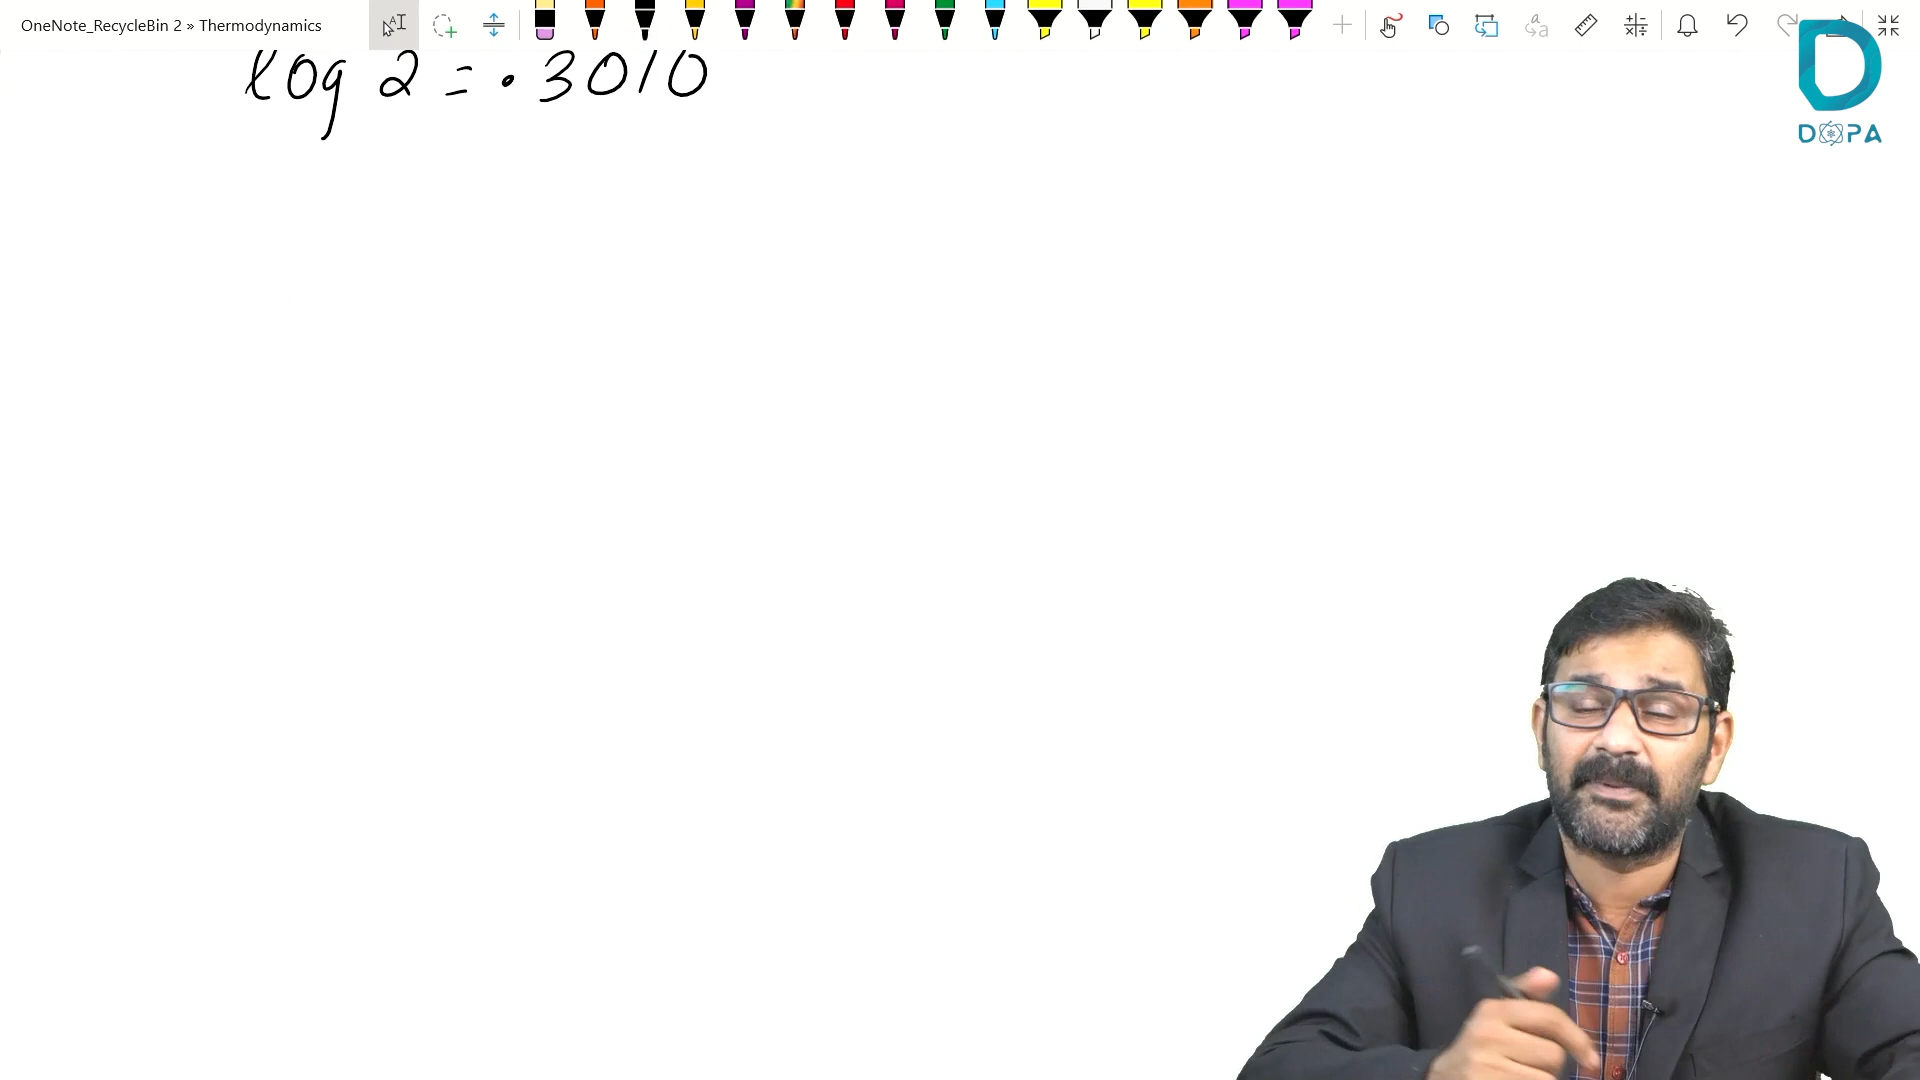 OneNote_RecycleBin 2 » Thermodynamics
log 2 = .3010
DOPA